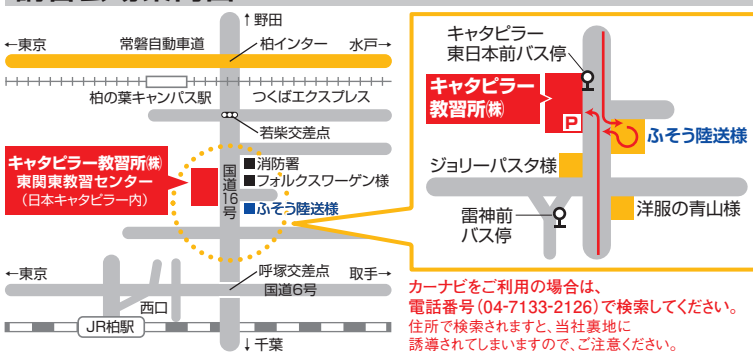 ↑野田
←東京
常磐自動車道
柏インター
水戸→
柏の葉キャンパス駅
つくばエクスプレス
若柴交差点
キャタピラー教習所㈱
東関東教習センター
（日本キャタピラー内）
国道16号
■消防署
■フォルクスワーゲン様
■ふそう陸送様
←東京
呼塚交差点
取手→
国道6号
西口
JR柏駅
↓千葉
キャタピラー
東日本前バス停
キャタピラー
教習所㈱
P
ふそう陸送様
ジョリーパスタ様
雷神前
バス停
洋服の青山様
カーナビをご利用の場合は、
電話番号（04-7133-2126）で検索してください。
住所で検索されますと、当社裏地に
誘導されてしまいますので、ご注意ください。